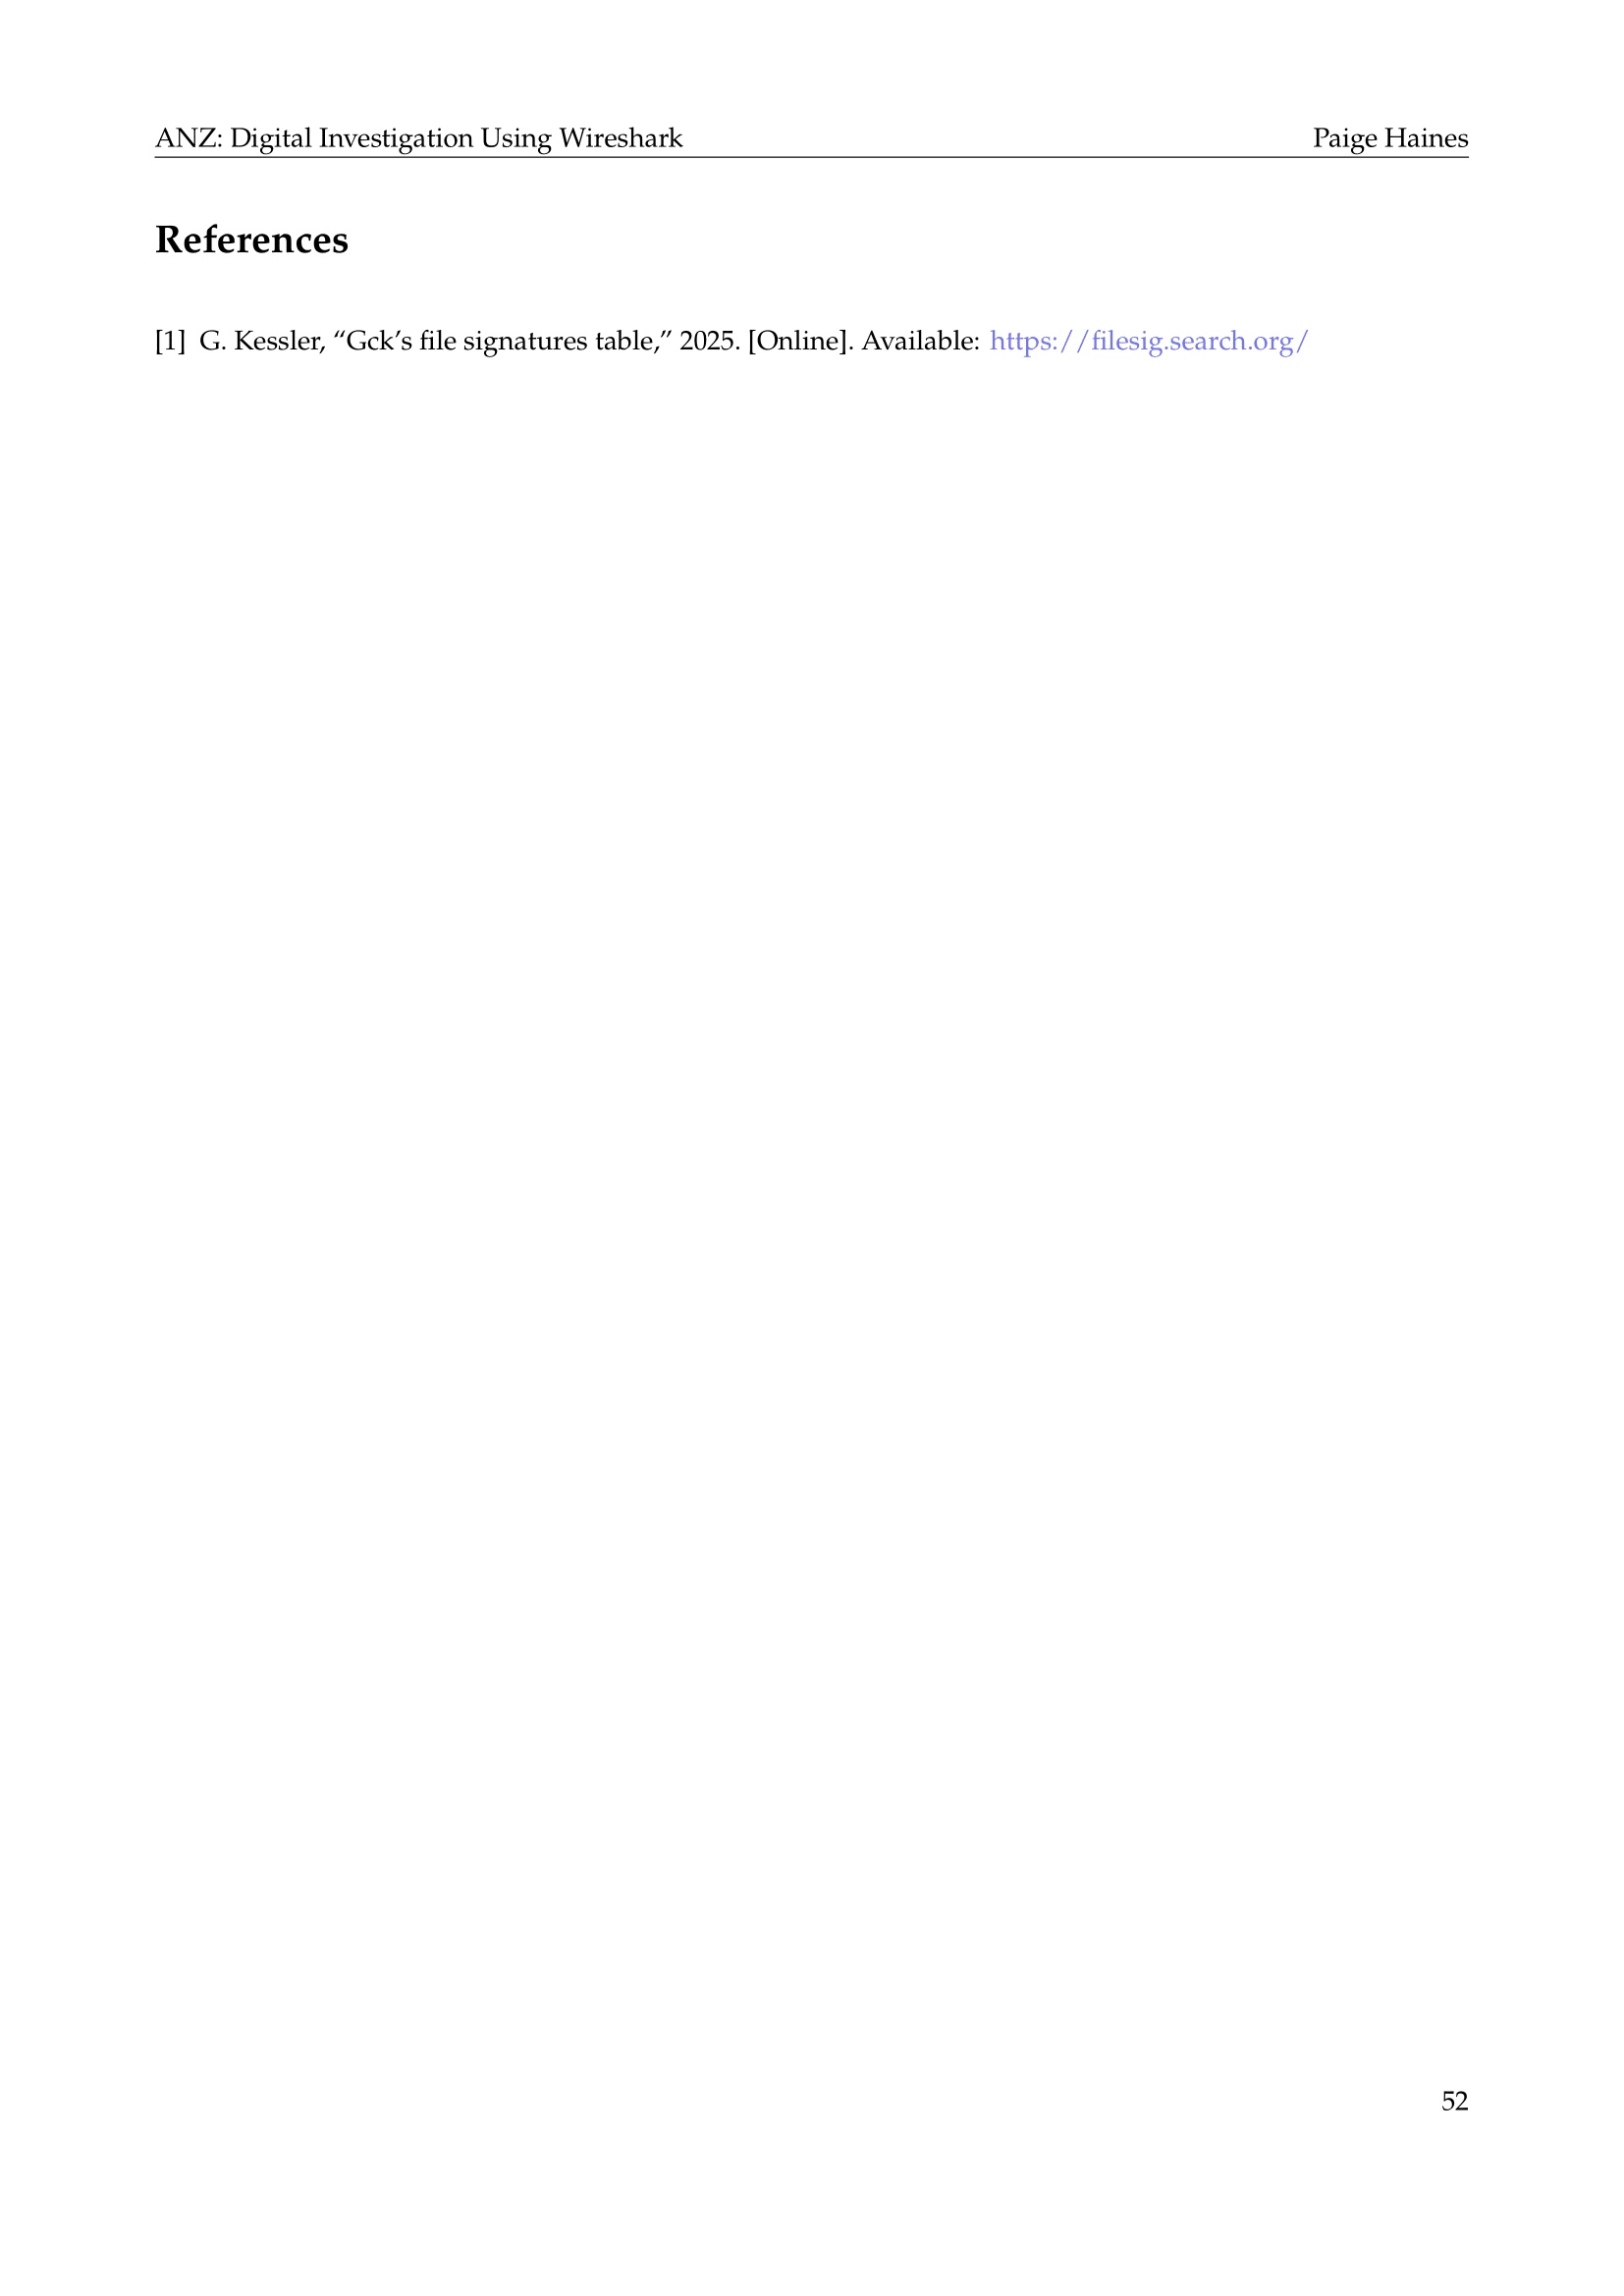 ANZ: Digital Investigation Using Wireshark Paige Haines
References
[1] G. Kessler, “Gck’s file signatures table,” 2025. [Online]. Available: https://filesig.search.org/
52